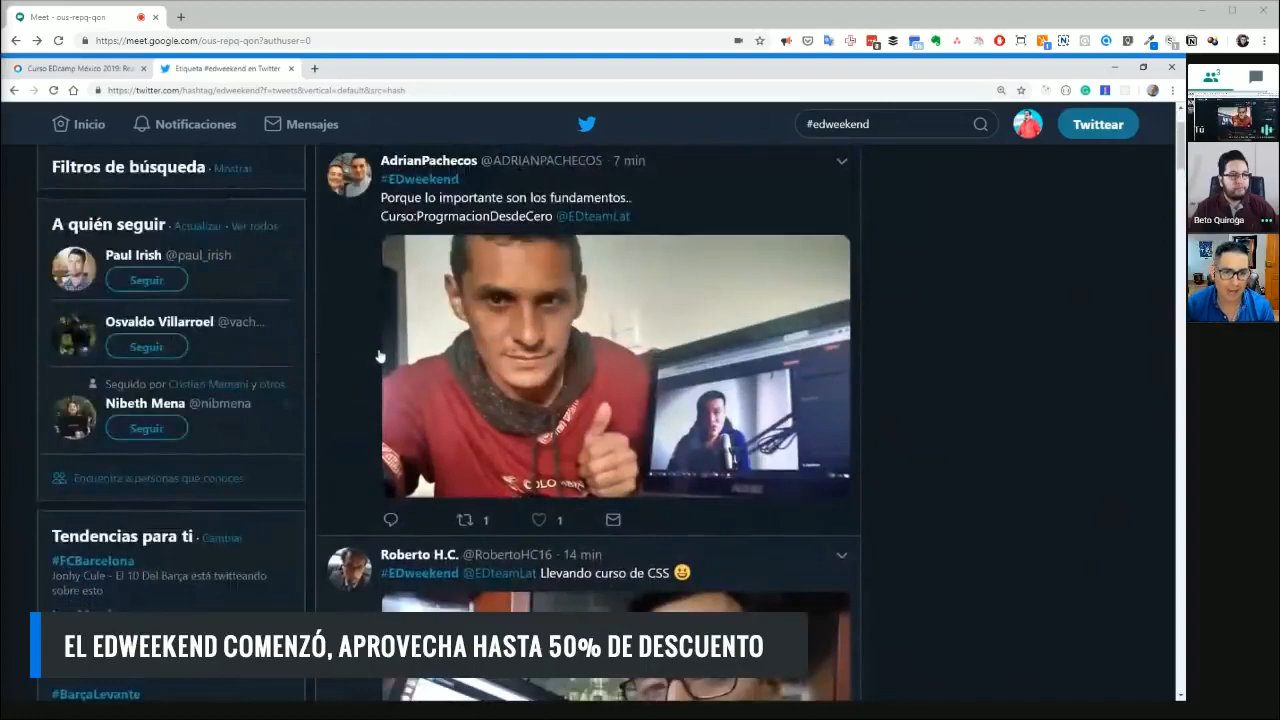 Meet - ous-repq-qon
https://meet.google.com/ous-repq-qon?authuser=0
Curso EDcamp México 2019: Rea
Etiqueta #edweekend en Twitter
https://twitter.com/hashtag/edweekend?f=tweets&vertical=default&src=hash
Inicio
Notificaciones
Mensajes
#edweekend
Twittear
3
Tú
Beto Quiroga
Filtros de búsqueda · Mostrar
A quién seguir · Actualizar · Ver todos
Paul Irish @paul_irish
Seguir
Osvaldo Villarroel @vach...
Seguir
Seguido por Cristian Mamani y otros.
Nibeth Mena @nibmena
Seguir
Encuentra a personas que conoces
Tendencias para ti · Cambiar
#FCBarcelona
Jonhy Cule - El 10 Del Barça está twitteando
sobre esto
#BarçaLevante
AdrianPachecos @ADRIANPACHECOS · 7 min
#EDweekend
Porque lo importante son los fundamentos..
Curso:ProgrmacionDesdeCero @EDteamLat
1
1
Roberto H.C. @RobertoHC16 · 14 min
#EDweekend @EDteamLat Llevando curso de CSS 😀
EL EDWEEKEND COMENZÓ, APROVECHA HASTA 50% DE DESCUENTO